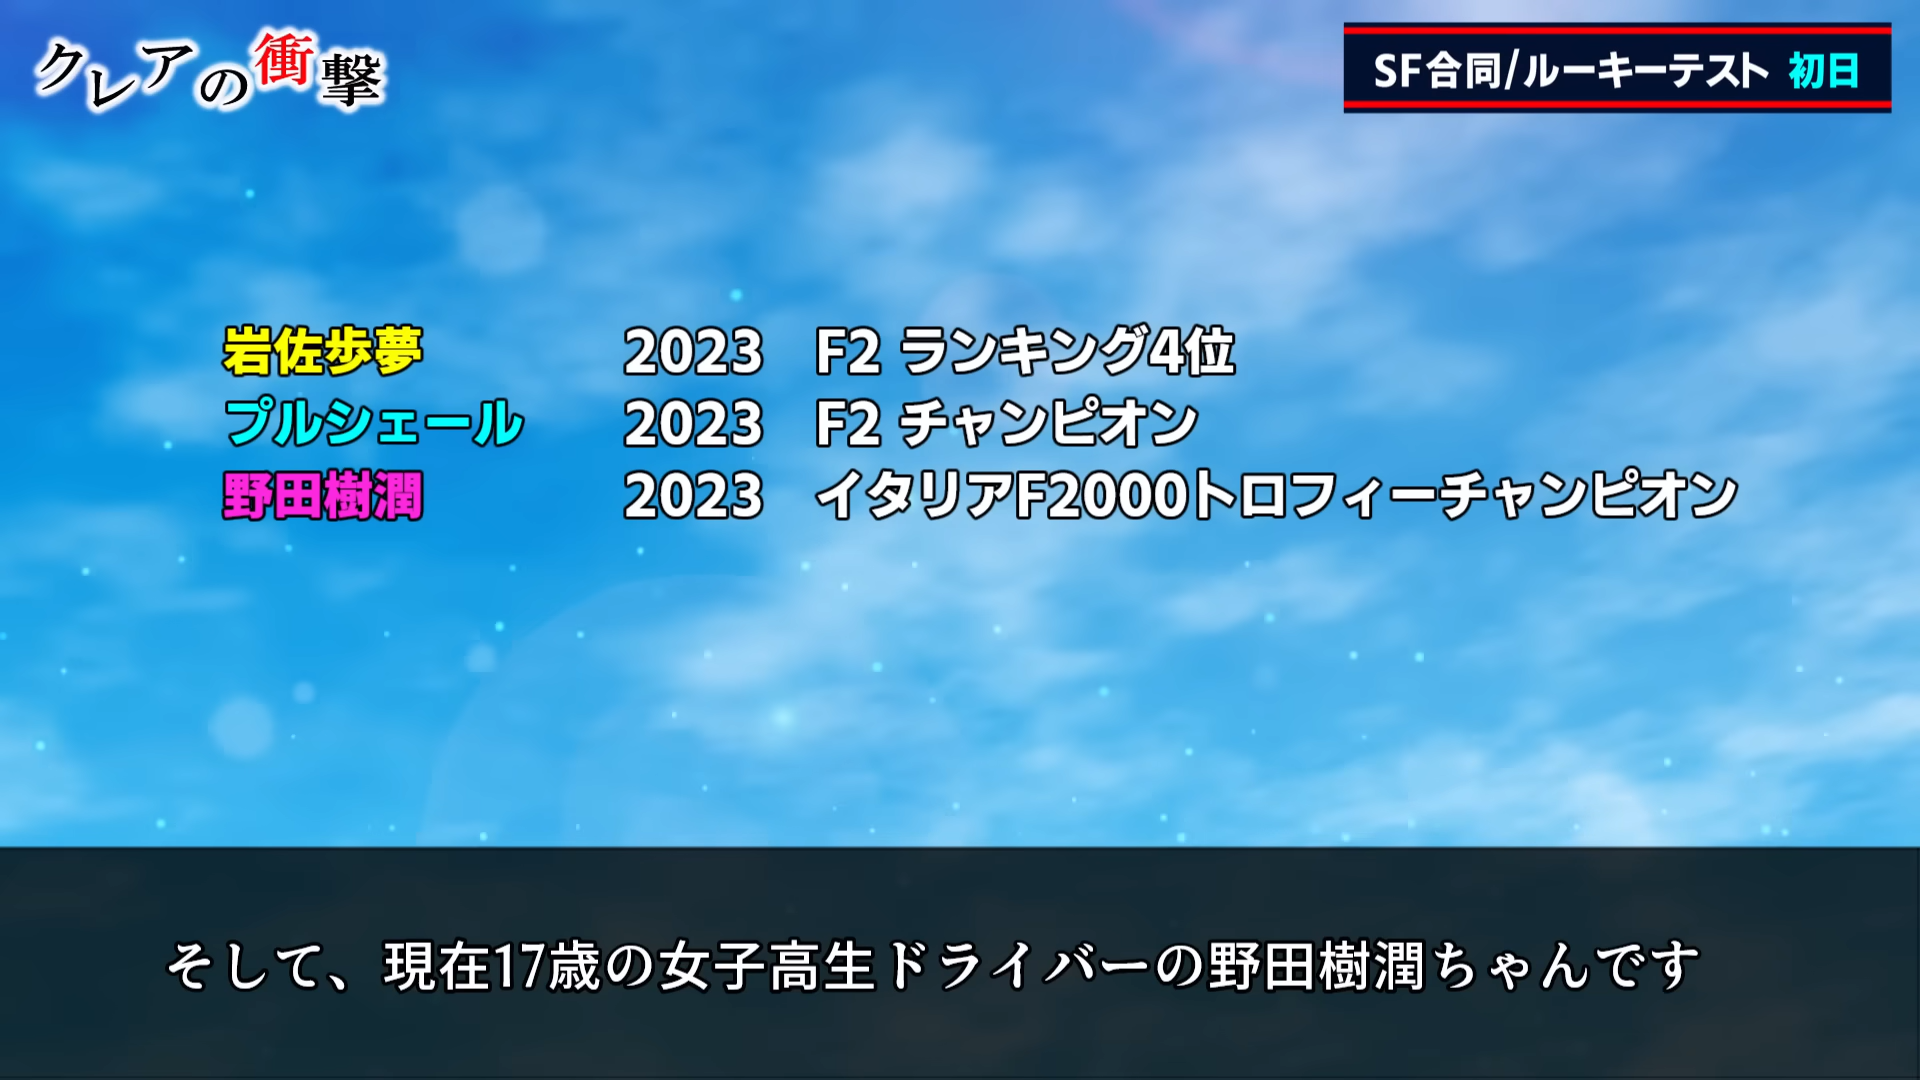 クレアの衝撃
SF合同/ルーキーテスト 初日
岩佐歩夢 2023 F2 ランキング4位
プルシェール 2023 F2 チャンピオン
野田樹潤 2023 イタリアF2000トロフィーチャンピオン
そして、現在17歳の女子高生ドライバーの野田樹潤ちゃんです